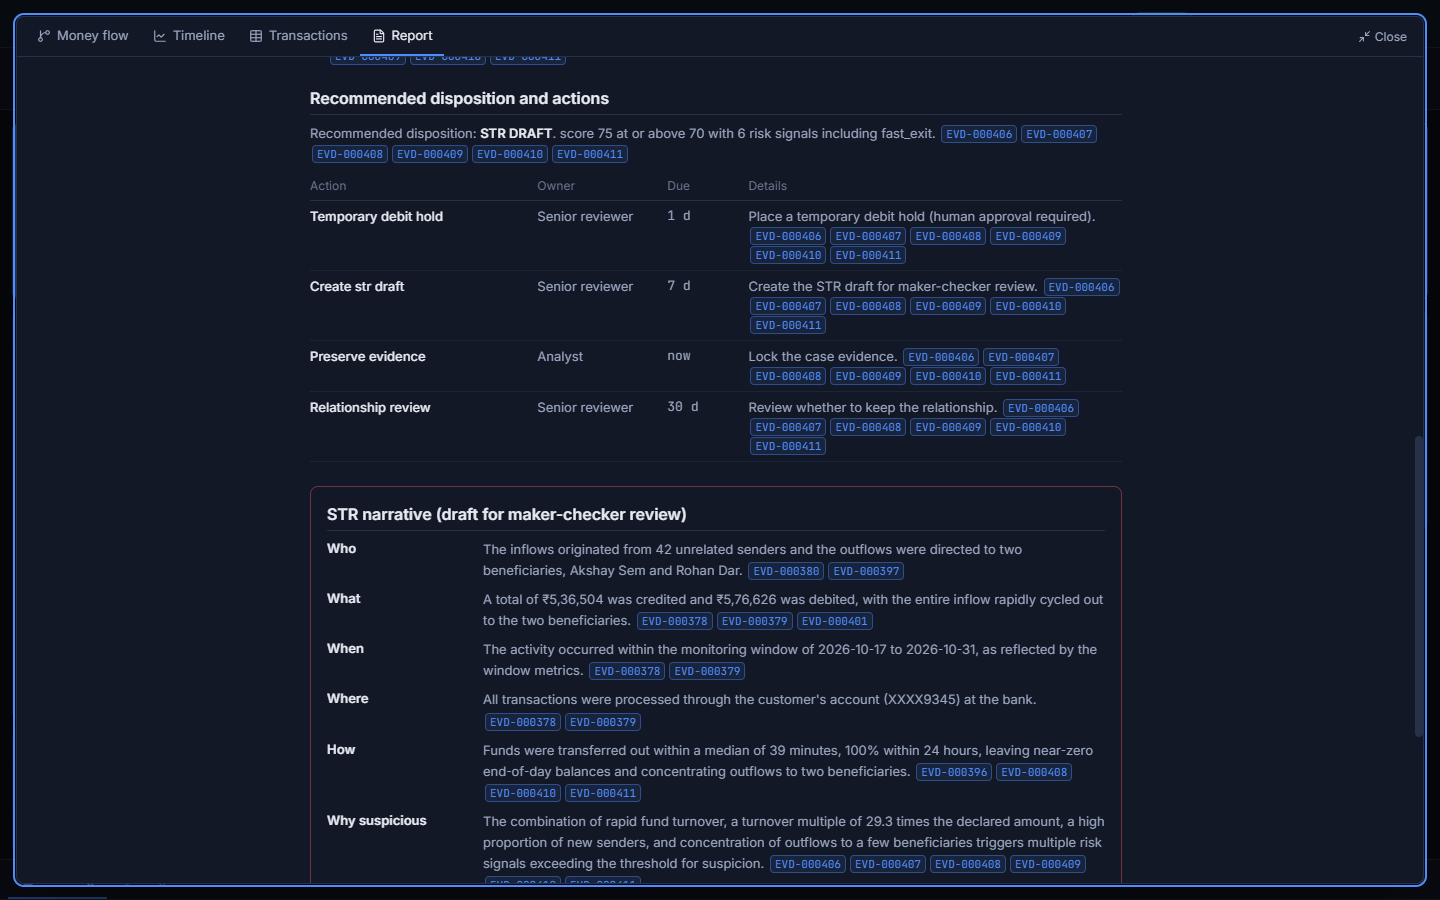 Money flow
Timeline
Transactions
Report
Close
EVD-000407 EVD-000410 EVD-000411
Recommended disposition and actions
Recommended disposition: STR DRAFT. score 75 at or above 70 with 6 risk signals including fast_exit. EVD-000406 EVD-000407
EVD-000408 EVD-000409 EVD-000410 EVD-000411
Action Owner Due Details
Temporary debit hold Senior reviewer 1 d Place a temporary debit hold (human approval required).
EVD-000406 EVD-000407 EVD-000408 EVD-000409
EVD-000410 EVD-000411
Create str draft Senior reviewer 7 d Create the STR draft for maker-checker review. EVD-000406
EVD-000407 EVD-000408 EVD-000409 EVD-000410
EVD-000411
Preserve evidence Analyst now Lock the case evidence. EVD-000406 EVD-000407
EVD-000408 EVD-000409 EVD-000410 EVD-000411
Relationship review Senior reviewer 30 d Review whether to keep the relationship. EVD-000406
EVD-000407 EVD-000408 EVD-000409 EVD-000410
EVD-000411
STR narrative (draft for maker-checker review)
Who The inflows originated from 42 unrelated senders and the outflows were directed to two
beneficiaries, Akshay Sem and Rohan Dar. EVD-000380 EVD-000397
What A total of ₹5,36,504 was credited and ₹5,76,626 was debited, with the entire inflow rapidly cycled out
to the two beneficiaries. EVD-000378 EVD-000379 EVD-000401
When The activity occurred within the monitoring window of 2026-10-17 to 2026-10-31, as reflected by the
window metrics. EVD-000378 EVD-000379
Where All transactions were processed through the customer's account (XXXX9345) at the bank.
EVD-000378 EVD-000379
How Funds were transferred out within a median of 39 minutes, 100% within 24 hours, leaving near-zero
end-of-day balances and concentrating outflows to two beneficiaries. EVD-000396 EVD-000408
EVD-000410 EVD-000411
Why suspicious The combination of rapid fund turnover, a turnover multiple of 29.3 times the declared amount, a high
proportion of new senders, and concentration of outflows to a few beneficiaries triggers multiple risk
signals exceeding the threshold for suspicion. EVD-000406 EVD-000407 EVD-000408 EVD-000409